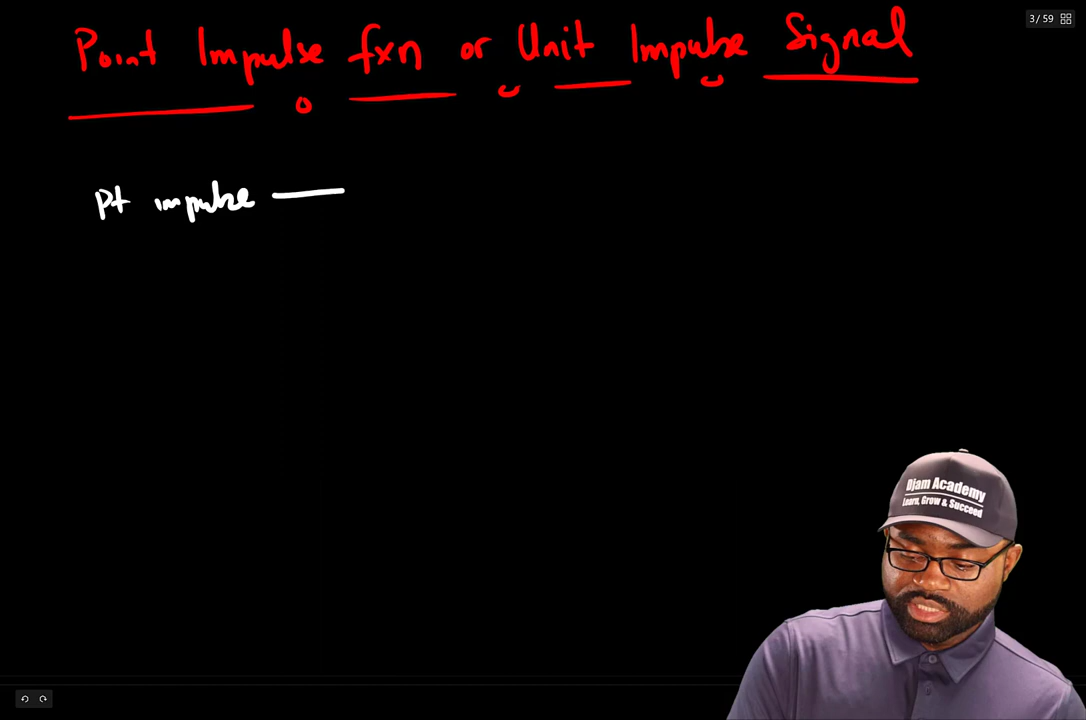 3 / 59
Point Impulse fxn or Unit Impulse Signal
Pt impulse —
Djam Academy
Learn, Grow & Succeed